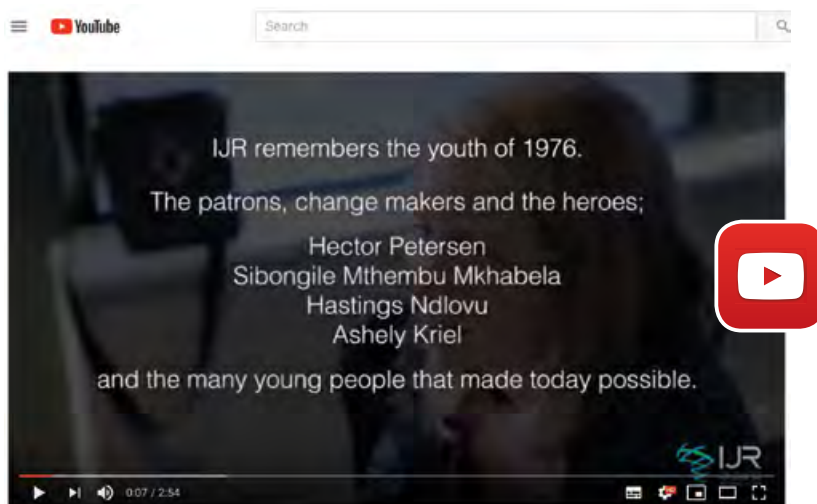 YouTube
Search
IJR remembers the youth of 1976.
The patrons, change makers and the heroes;
Hector Petersen
Sibongile Mthembu Mkhabela
Hastings Ndlovu
Ashely Kriel
and the many young people that made today possible.
IJR
0:07 / 2:54